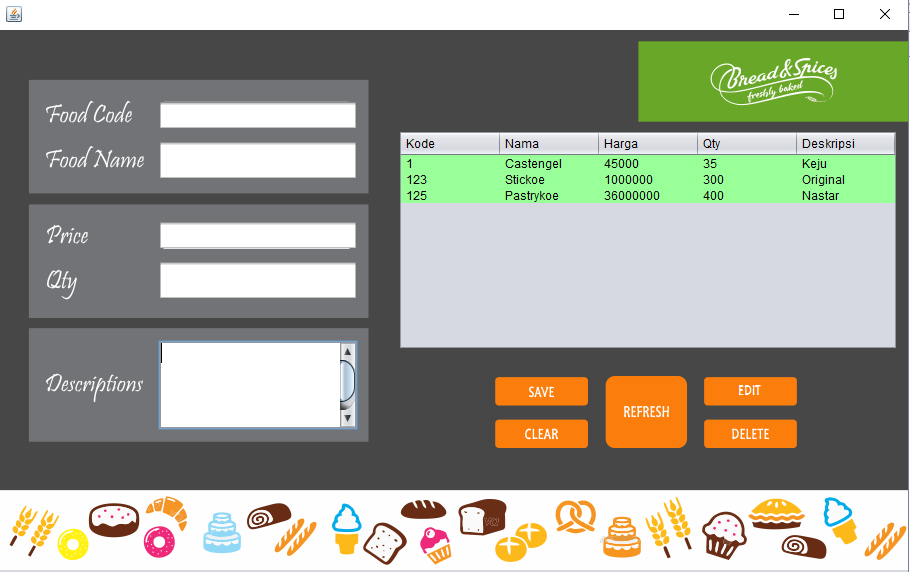 Bread & Spices
freshly baked
Food Code
Food Name
Price
Qty
Descriptions
Kode Nama Harga Qty Deskripsi
1 Castengel 45000 35 Keju
123 Stickoe 1000000 300 Original
125 Pastrykoe 36000000 400 Nastar
SAVE
REFRESH
EDIT
CLEAR
DELETE